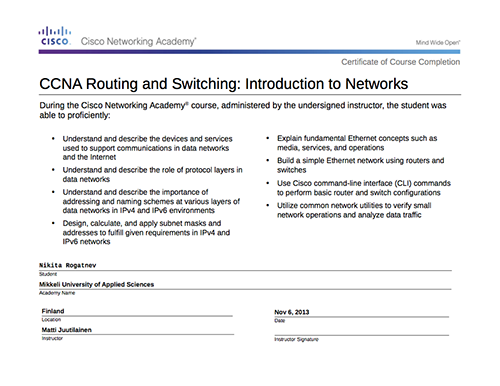 CISCO. Cisco Networking Academy® Mind Wide Open™
Certificate of Course Completion
CCNA Routing and Switching: Introduction to Networks
During the Cisco Networking Academy® course, administered by the undersigned instructor, the student was
able to proficiently:
• Understand and describe the devices and services
used to support communications in data networks
and the Internet
• Understand and describe the role of protocol layers in
data networks
• Understand and describe the importance of
addressing and naming schemes at various layers of
data networks in IPv4 and IPv6 environments
• Design, calculate, and apply subnet masks and
addresses to fulfill given requirements in IPv4 and
IPv6 networks
• Explain fundamental Ethernet concepts such as
media, services, and operations
• Build a simple Ethernet network using routers and
switches
• Use Cisco command-line interface (CLI) commands
to perform basic router and switch configurations
• Utilize common network utilities to verify small
network operations and analyze data traffic
Nikita Rogatnev
Student
Mikkeli University of Applied Sciences
Academy Name
Finland
Location
Nov 6, 2013
Date
Matti Juutilainen
Instructor
Instructor Signature